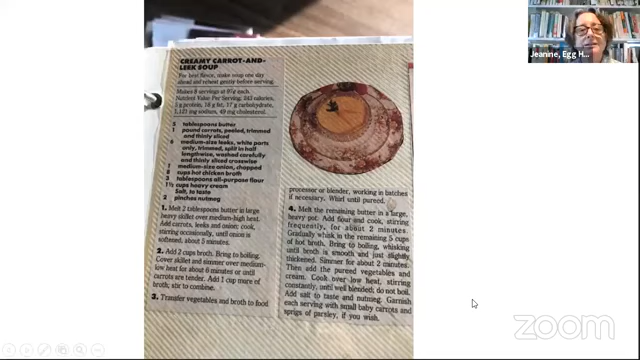 CREAMY CARROT-AND-
LEEK SOUP
For best flavor, make soup one day
ahead and reheat gently before serving.
Makes 8 servings at 97¢ each.
Nutrient Value Per Serving: 242 calories,
3 g protein, 18 g fat, 17 g carbohydrate,
1,121 mg sodium, 49 mg cholesterol.
5 tablespoons butter
1 pound carrots, peeled, trimmed
and thinly sliced
6 medium-size leeks, white parts
only, trimmed, split in half
lengthwise, washed carefully
and thinly sliced crosswise
1 medium-size onion, chopped
8 cups hot chicken broth
3 tablespoons all-purpose flour
1½ cups heavy cream
Salt, to taste
2 pinches nutmeg
1. Melt 2 tablespoons butter in large
heavy skillet over medium-high heat.
Add carrots, leeks and onion; cook,
stirring occasionally, until onion is
softened, about 5 minutes.
2. Add 2 cups broth. Bring to boiling.
Cover skillet and simmer over medium-
low heat for about 6 minutes or until
carrots are tender. Add 1 cup more of
broth; stir to combine.
3. Transfer vegetables and broth to food
processor or blender, working in batches
if necessary. Whirl until pureed.
4. Melt the remaining butter in a large,
heavy pot. Add flour and cook, stirring
frequently, for about 2 minutes.
Gradually whisk in the remaining 5 cups
of hot broth. Bring to boiling, whisking
until broth is smooth and just slightly
thickened. Simmer for about 2 minutes.
Then add the pureed vegetables and
cream. Cook over low heat, stirring
constantly, until well blended; do not boil.
Add salt to taste and nutmeg. Garnish
each serving with small baby carrots and
sprigs of parsley, if you wish.
Jeanine, Egg H...
zoom